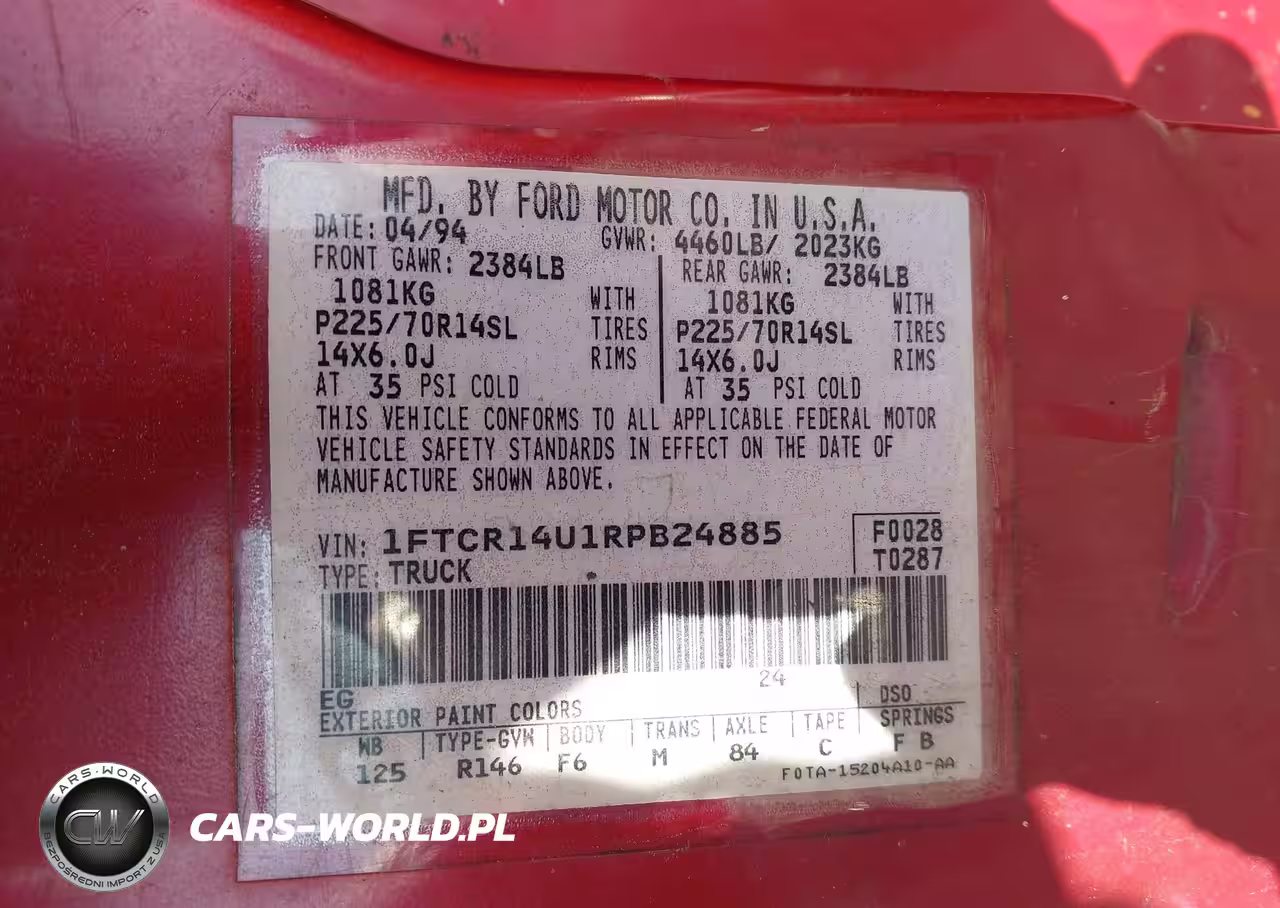 MFD. BY FORD MOTOR CO. IN U.S.A.
DATE: 04/94 GVWR: 4460LB/ 2023KG
FRONT GAWR: 2384LB REAR GAWR: 2384LB
1081KG WITH 1081KG WITH
P225/70R14SL TIRES P225/70R14SL TIRES
14X6.0J RIMS 14X6.0J RIMS
AT 35 PSI COLD AT 35 PSI COLD
THIS VEHICLE CONFORMS TO ALL APPLICABLE FEDERAL MOTOR
VEHICLE SAFETY STANDARDS IN EFFECT ON THE DATE OF
MANUFACTURE SHOWN ABOVE.
VIN: 1FTCR14U1RPB24885 F0028
TYPE: TRUCK T0287
24
EG DSO
EXTERIOR PAINT COLORS
WB TYPE-GVW BODY TRANS AXLE TAPE SPRINGS
125 R146 F6 M 84 C F B
F0TA-15204A10-AA
CARS-WORLD
CW
BEZPOŚREDNI IMPORT Z USA
CARS-WORLD.PL